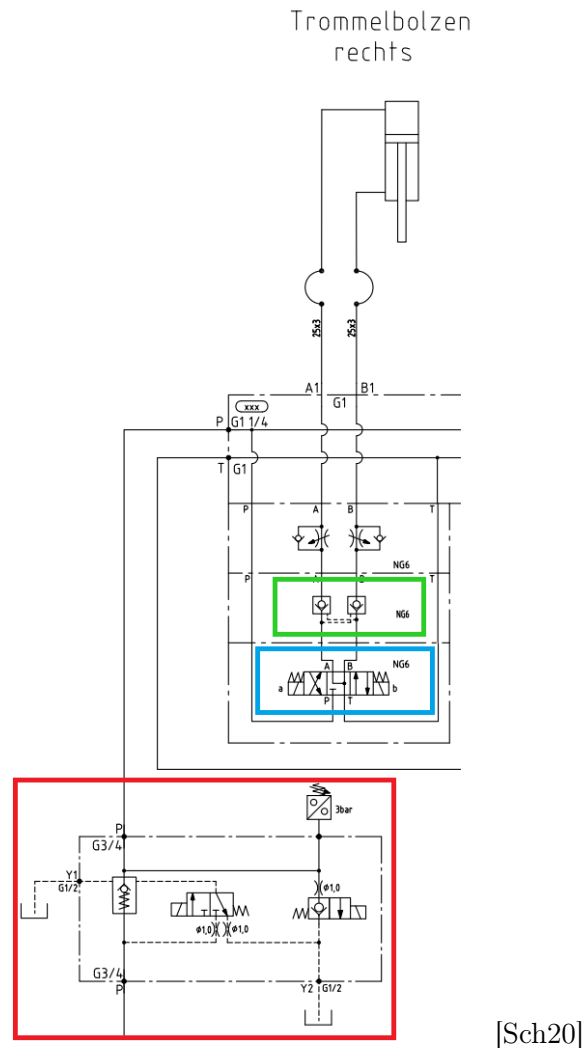 Trommelbolzen
rechts
25x3
25x3
A1
B1
G1
xxx
P
G1 1/4
T
G1
P
A
B
T
NG6
P
A
T
NG6
A
B
NG6
a
P
T
b
3bar
P
G3/4
Y1
G1/2
ø1,0
ø1,0
ø1,0
G3/4
P
Y2
G1/2
[Sch20]